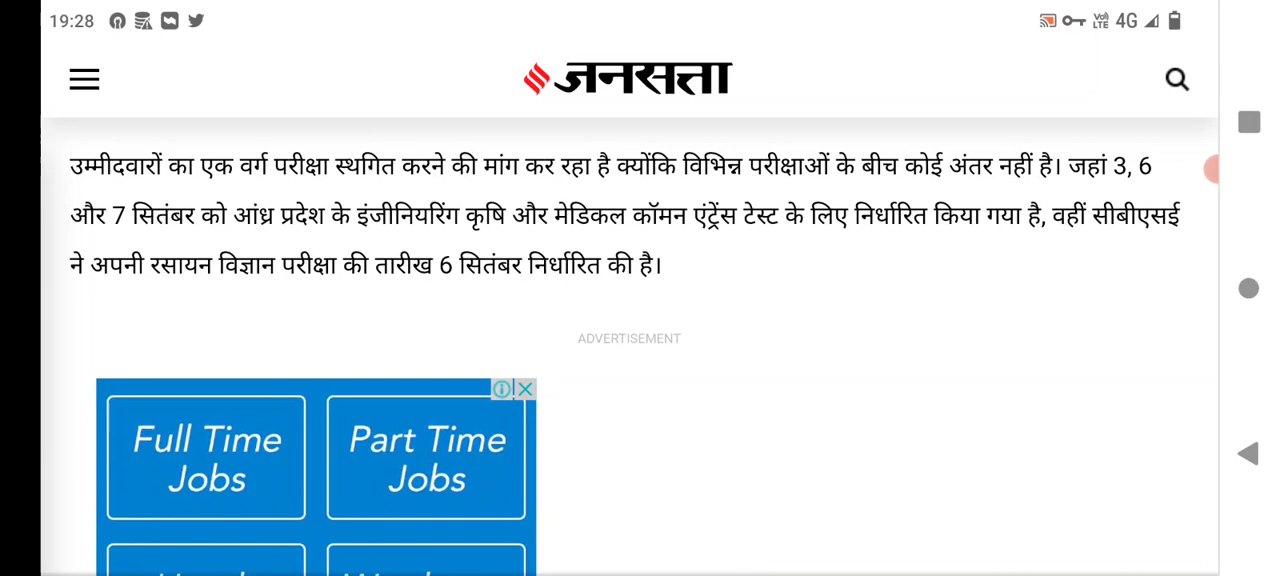 19:28
VoI) LTE 4G
जनसत्ता
उम्मीदवारों का एक वर्ग परीक्षा स्थगित करने की मांग कर रहा है क्योंकि विभिन्न परीक्षाओं के बीच कोई अंतर नहीं है। जहां 3, 6
और 7 सितंबर को आंध्र प्रदेश के इंजीनियरिंग कृषि और मेडिकल कॉमन एंट्रेंस टेस्ट के लिए निर्धारित किया गया है, वहीं सीबीएसई
ने अपनी रसायन विज्ञान परीक्षा की तारीख 6 सितंबर निर्धारित की है।
ADVERTISEMENT
Full Time Jobs
Part Time Jobs